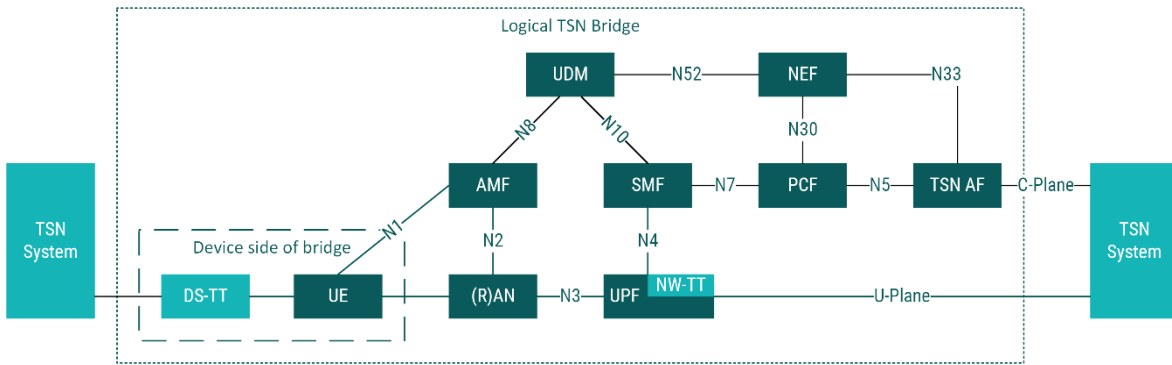 Logical TSN Bridge
UDM
N52
NEF
N33
N8
N10
N30
TSN
System
AMF
SMF
N7
PCF
N5
TSN AF
C-Plane
TSN
System
N1
N2
N4
Device side of bridge
DS-TT
UE
(R)AN
N3
UPF
NW-TT
U-Plane